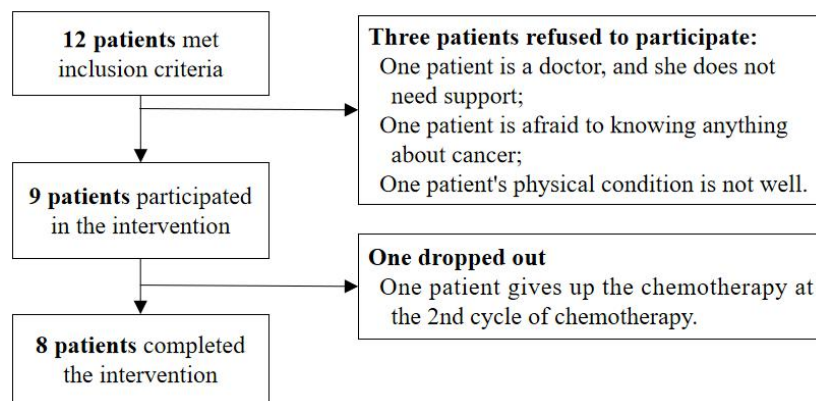 12 patients met
inclusion criteria
Three patients refused to participate:
One patient is a doctor, and she does not
need support;
One patient is afraid to knowing anything
about cancer;
One patient's physical condition is not well.
9 patients participated
in the intervention
One dropped out
One patient gives up the chemotherapy at
the 2nd cycle of chemotherapy.
8 patients completed
the intervention